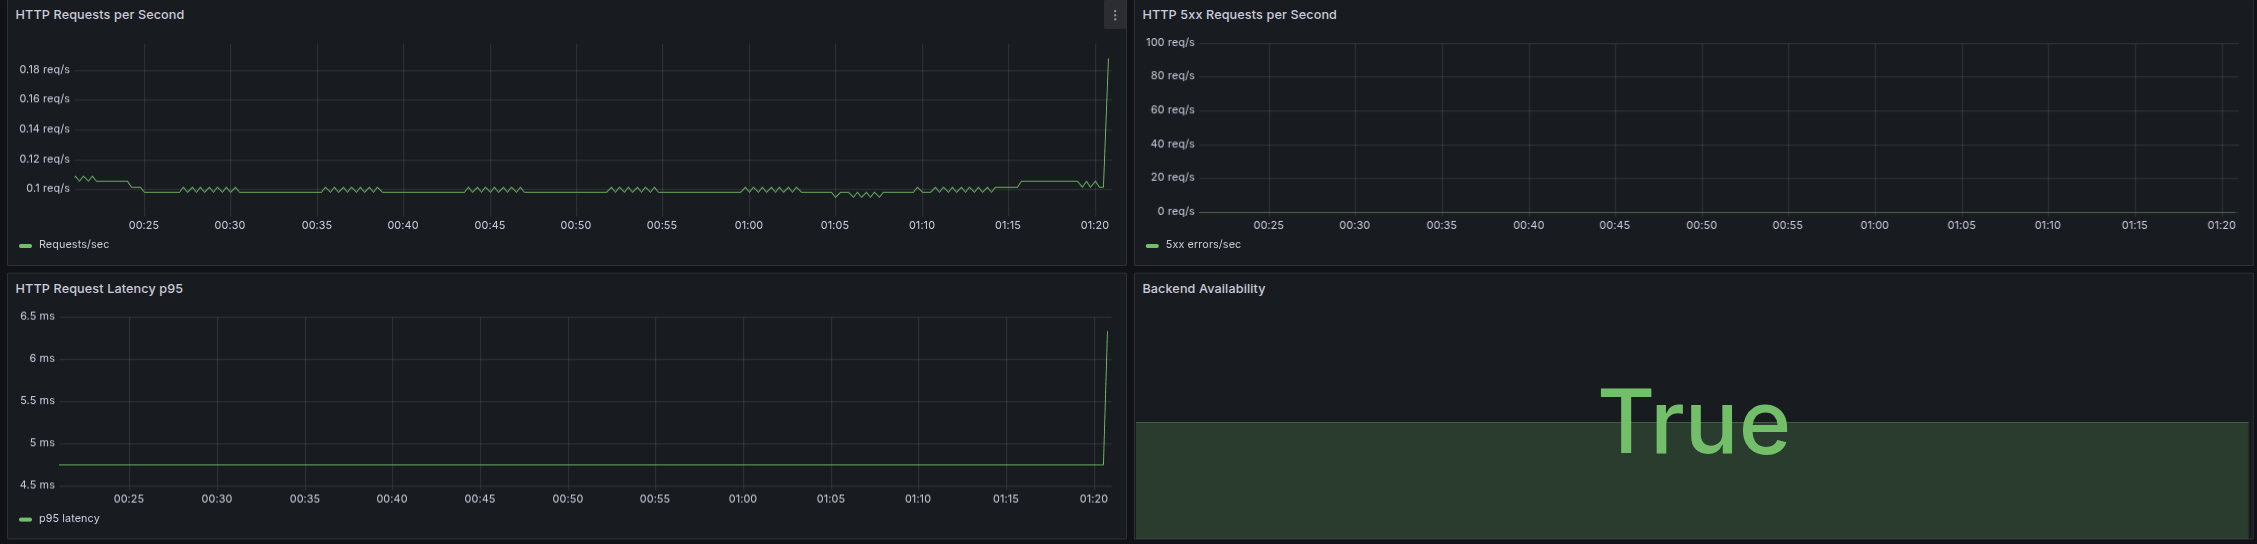 HTTP Requests per Second
0.18 req/s
0.16 req/s
0.14 req/s
0.12 req/s
0.1 req/s
00:25 00:30 00:35 00:40 00:45 00:50 00:55 01:00 01:05 01:10 01:15 01:20
Requests/sec
HTTP 5xx Requests per Second
100 req/s
80 req/s
60 req/s
40 req/s
20 req/s
0 req/s
00:25 00:30 00:35 00:40 00:45 00:50 00:55 01:00 01:05 01:10 01:15 01:20
5xx errors/sec
HTTP Request Latency p95
6.5 ms
6 ms
5.5 ms
5 ms
4.5 ms
00:25 00:30 00:35 00:40 00:45 00:50 00:55 01:00 01:05 01:10 01:15 01:20
p95 latency
Backend Availability
True